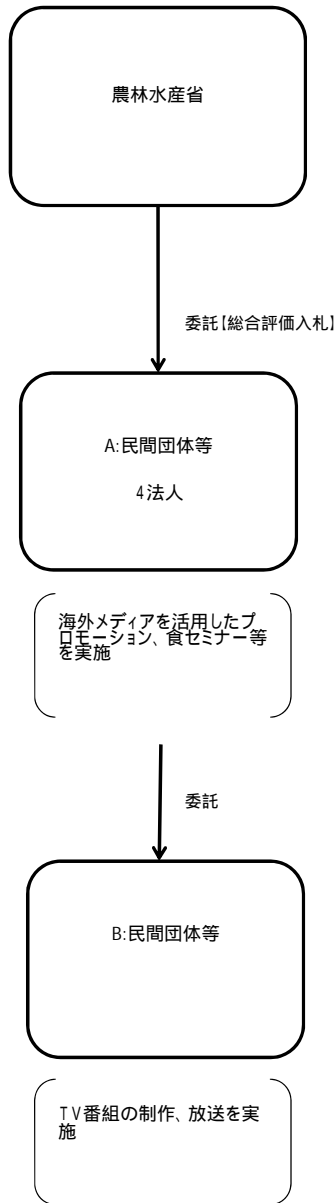 農林水産省
委託【総合評価入札】
A:民間団体等
4法人
海外メディアを活用したプ
ロモーション、食セミナー等
を実施
委託
B:民間団体等
TV番組の制作、放送を実
施